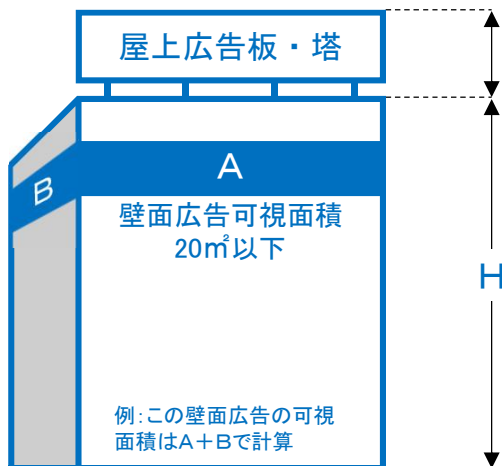 屋上広告板・塔
A
B
壁面広告可視面積
20㎡以下
H
例:この壁面広告の可視
面積はA+Bで計算